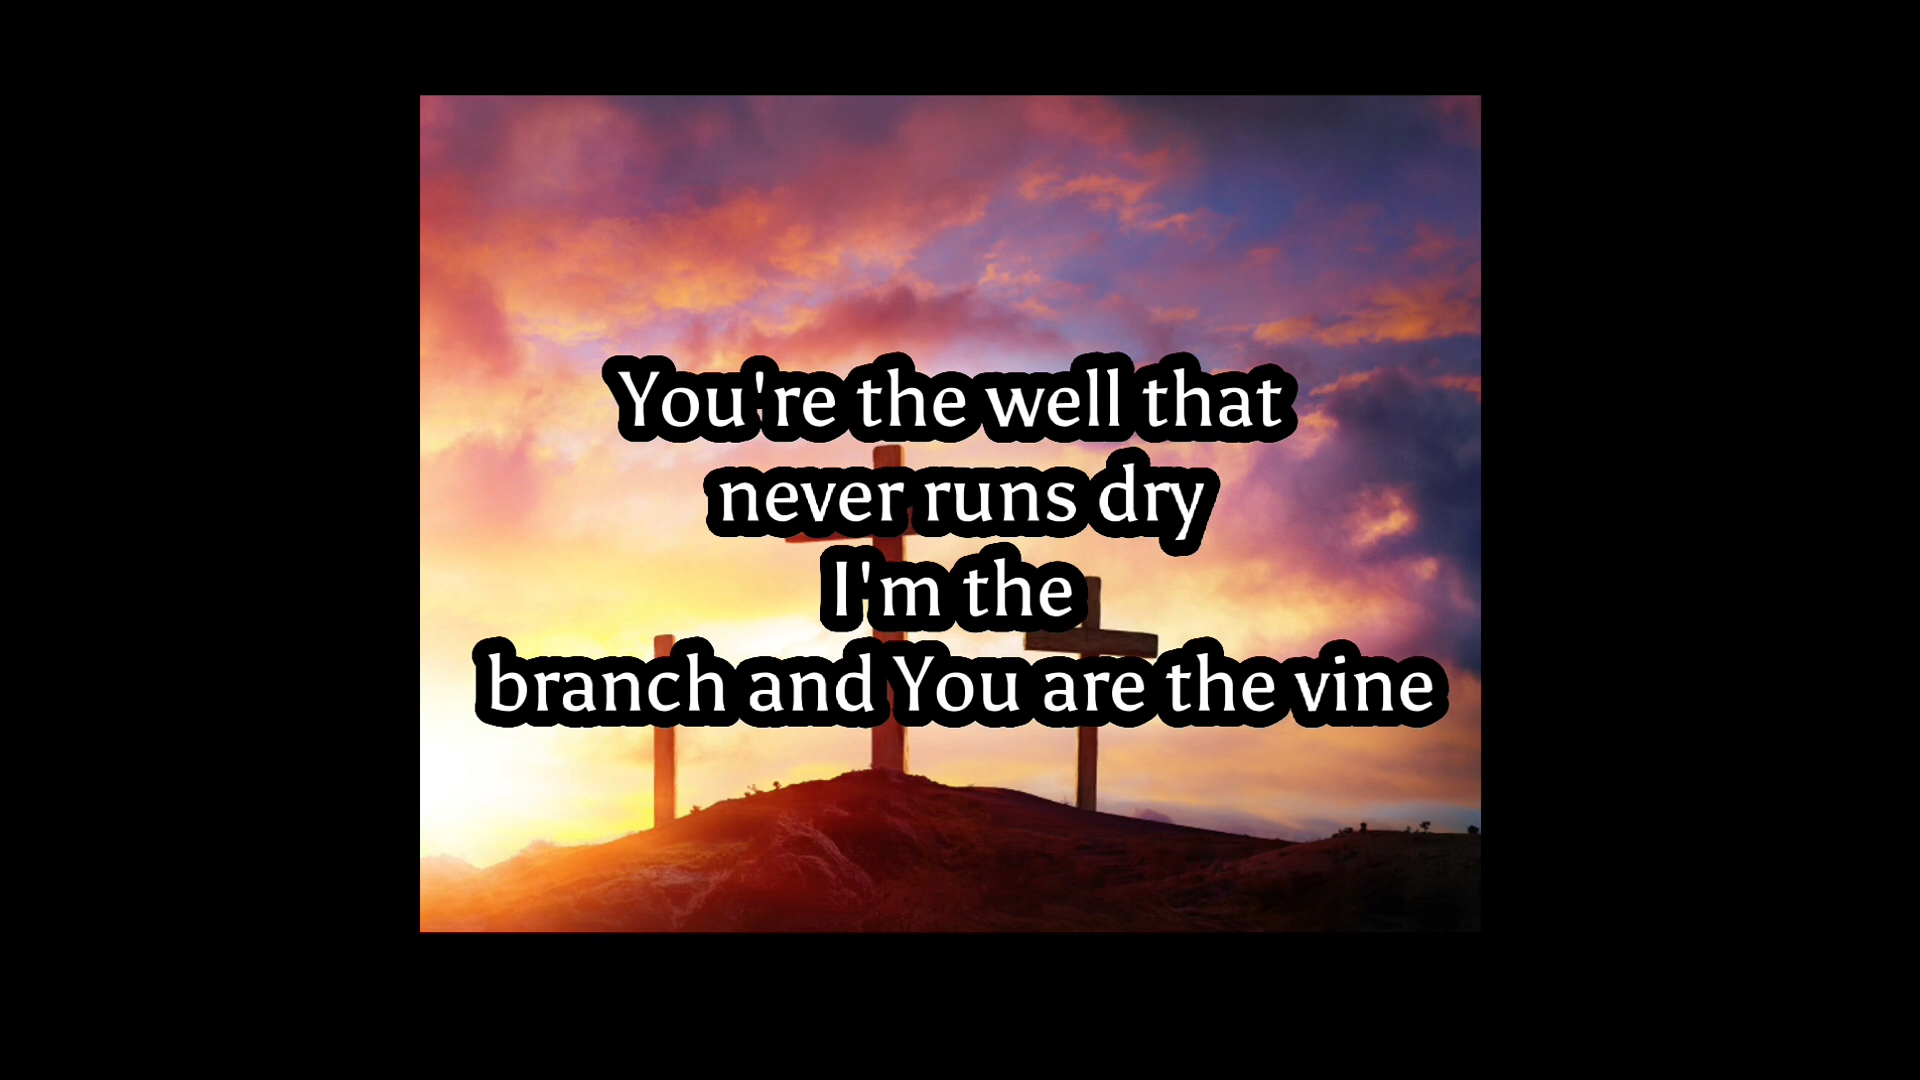 You're the well that
never runs dry
I'm the
branch and You are the vine